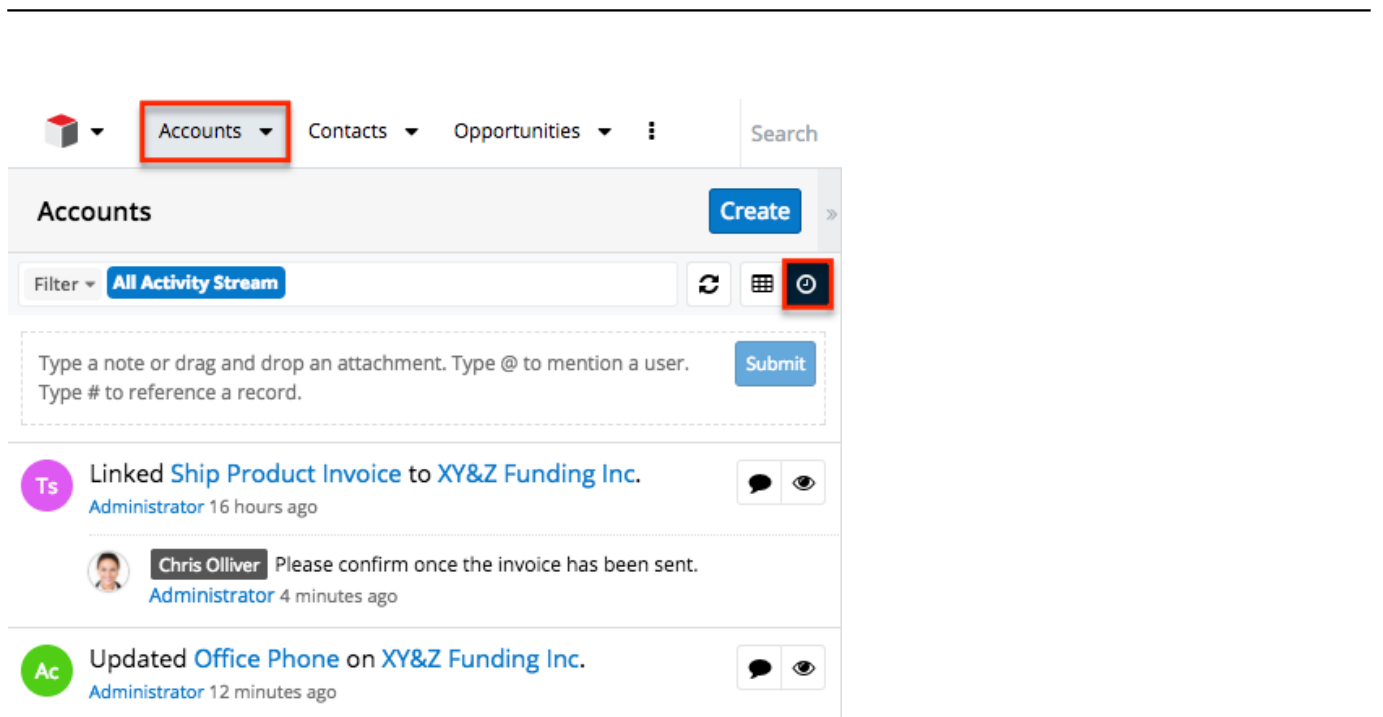 Accounts Contacts Opportunities Search
Accounts Create »
Filter All Activity Stream
Type a note or drag and drop an attachment. Type @ to mention a user. Submit
Type # to reference a record.
Ts Linked Ship Product Invoice to XY&Z Funding Inc.
Administrator 16 hours ago
Chris Olliver Please confirm once the invoice has been sent.
Administrator 4 minutes ago
Ac Updated Office Phone on XY&Z Funding Inc.
Administrator 12 minutes ago